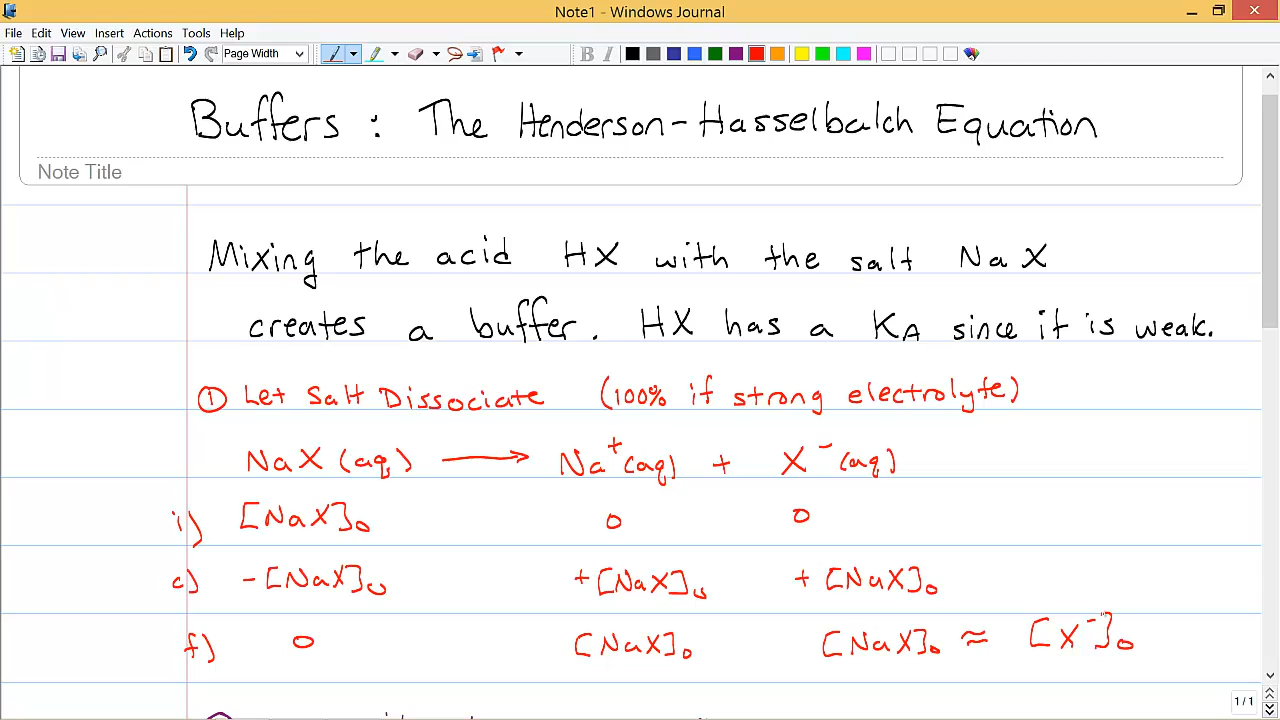 Note1 - Windows Journal
File Edit View Insert Actions Tools Help
Page Width
B I
Buffers : The Henderson-Hasselbalch Equation
Note Title
Mixing the acid HX with the salt NaX
creates a buffer. HX has a KA since it is weak.
① Let Salt Dissociate (100% if strong electrolyte)
NaX (aq) ⟶ Na⁺(aq) + X⁻(aq)
i) [NaX]₀ 0 0
c) -[NaX]₀ +[NaX]₀ + [NaX]₀
f) 0 [NaX]₀ [NaX]₀ ≈ [X⁻]₀
1/1